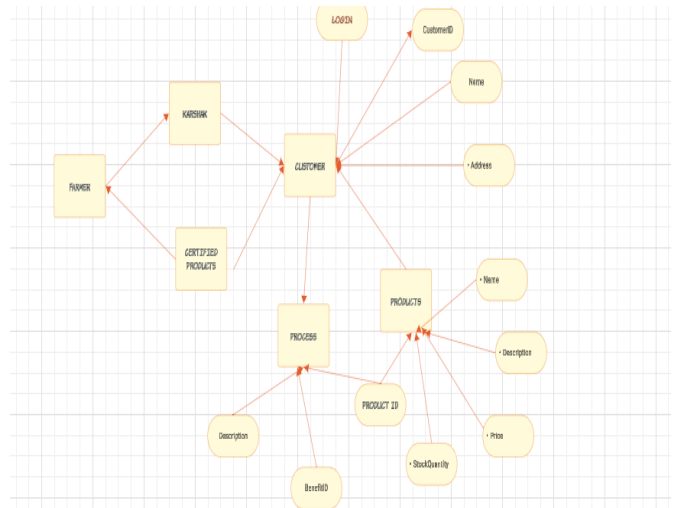 LOGIN
CustomerID
Name
KARSHAK
CUSTOMER
• Address
FARMER
CERTIFIED
PRODUCTS
• Name
PRODUCTS
PROCESS
• Description
PRODUCT ID
Description
• Price
• StockQuantity
BenefitID